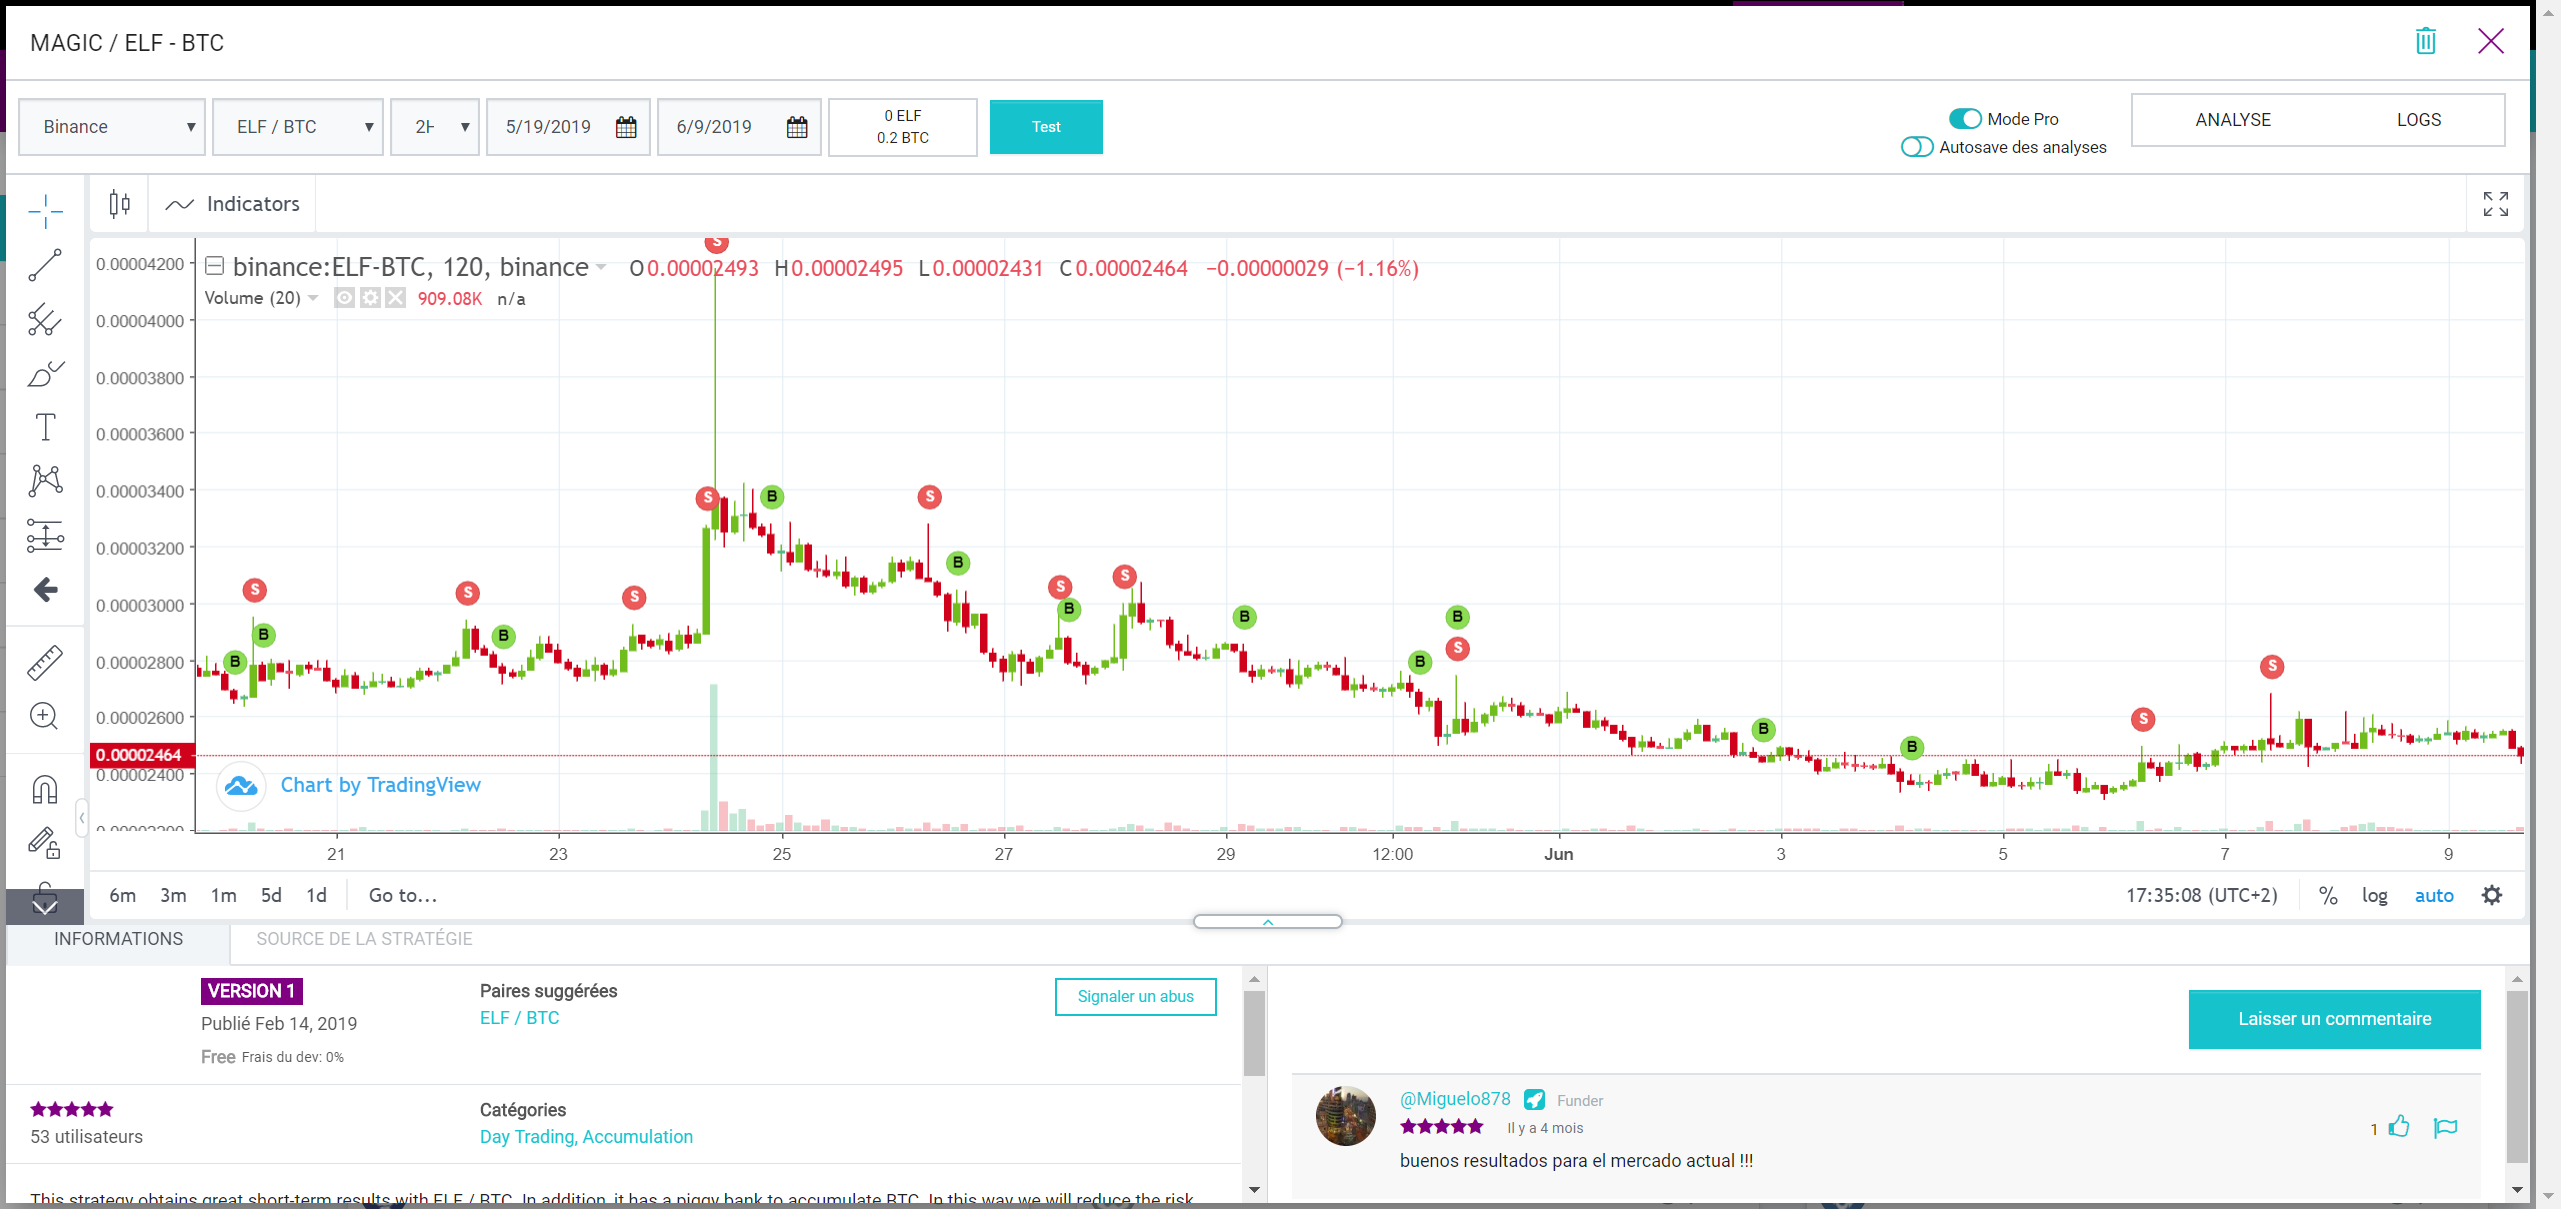 MAGIC / ELF - BTC
Binance
ELF / BTC
2H
5/19/2019
6/9/2019
0 ELF
0.2 BTC
Test
Mode Pro
Autosave des analyses
ANALYSE
LOGS
Indicators
binance:ELF-BTC, 120, binance
O0.00002493 H0.00002495 L0.00002431 C0.00002464 −0.00000029 (−1.16%)
Volume (20)
909.08K n/a
0.00004200
0.00004000
0.00003800
0.00003600
0.00003400
0.00003200
0.00003000
0.00002800
0.00002600
0.00002464
0.00002400
0.00002200
S
S
B
S
B
S
S
S
S
B
B
B
S
S
B
B
B
B
S
B
S
B
B
S
Chart by TradingView
21
23
25
27
29
12:00
Jun
3
5
7
9
6m 3m 1m 5d 1d
Go to...
17:35:08 (UTC+2)
%
log
auto
INFORMATIONS
SOURCE DE LA STRATÉGIE
VERSION 1
Publié Feb 14, 2019
Free Frais du dev: 0%
Paires suggérées
ELF / BTC
Signaler un abus
53 utilisateurs
Catégories
Day Trading, Accumulation
This strategy obtains great short-term results with ELF / BTC. In addition, it has a piggy bank to accumulate BTC. In this way we will reduce the risk
Laisser un commentaire
@Miguelo878 Funder
Il y a 4 mois
1
buenos resultados para el mercado actual !!!